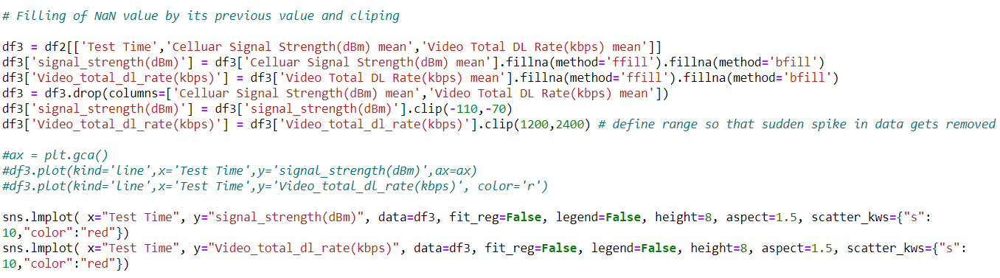 # Filling of NaN value by its previous value and cliping
df3 = df2[['Test Time','Celluar Signal Strength(dBm) mean','Video Total DL Rate(kbps) mean']]
df3['signal_strength(dBm)'] = df3['Celluar Signal Strength(dBm) mean'].fillna(method='ffill').fillna(method='bfill')
df3['Video_total_dl_rate(kbps)'] = df3['Video Total DL Rate(kbps) mean'].fillna(method='ffill').fillna(method='bfill')
df3 = df3.drop(columns=['Celluar Signal Strength(dBm) mean','Video Total DL Rate(kbps) mean'])
df3['signal_strength(dBm)'] = df3['signal_strength(dBm)'].clip(-110,-70)
df3['Video_total_dl_rate(kbps)'] = df3['Video_total_dl_rate(kbps)'].clip(1200,2400) # define range so that sudden spike in data gets removed
#ax = plt.gca()
#df3.plot(kind='line',x='Test Time',y='signal_strength(dBm)',ax=ax)
#df3.plot(kind='line',x='Test Time',y='Video_total_dl_rate(kbps)', color='r')
sns.lmplot( x="Test Time", y="signal_strength(dBm)", data=df3, fit_reg=False, legend=False, height=8, aspect=1.5, scatter_kws={"s":
10,"color":"red"})
sns.lmplot( x="Test Time", y="Video_total_dl_rate(kbps)", data=df3, fit_reg=False, legend=False, height=8, aspect=1.5, scatter_kws={"s":
10,"color":"red"})